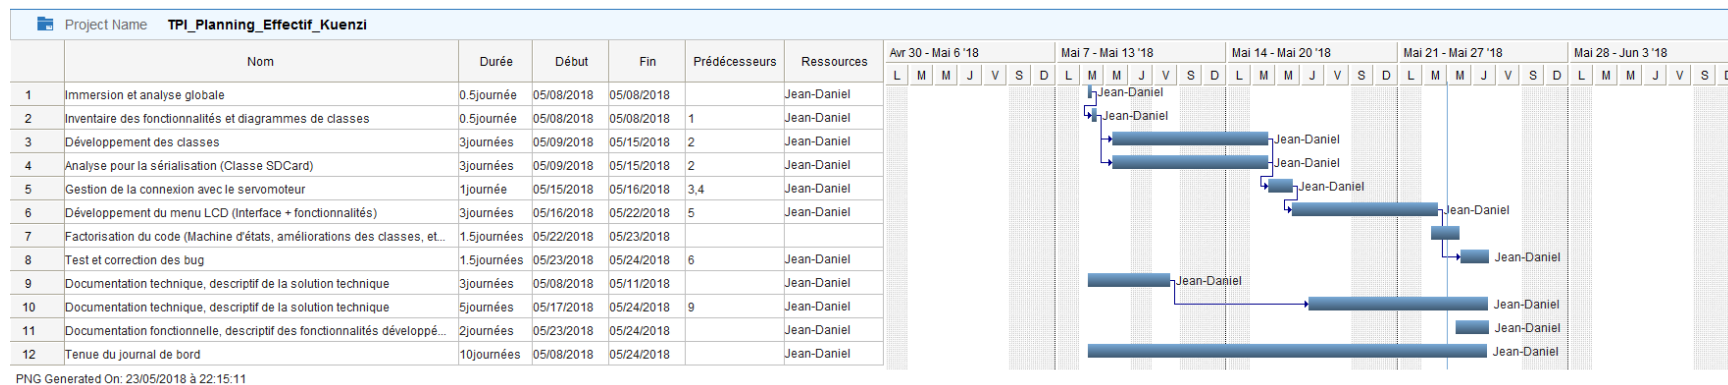 Project Name TPI_Planning_Effectif_Kuenzi
Nom Durée Début Fin Prédécesseurs Ressources
Avr 30 - Mai 6 '18 Mai 7 - Mai 13 '18 Mai 14 - Mai 20 '18 Mai 21 - Mai 27 '18 Mai 28 - Jun 3 '18
L M M J V S D L M M J V S D L M M J V S D L M M J V S D L M M J V S D
1 Immersion et analyse globale 0.5journée 05/08/2018 05/08/2018 Jean-Daniel Jean-Daniel
2 Inventaire des fonctionnalités et diagrammes de classes 0.5journée 05/08/2018 05/08/2018 1 Jean-Daniel Jean-Daniel
3 Développement des classes 3journées 05/09/2018 05/15/2018 2 Jean-Daniel Jean-Daniel
4 Analyse pour la sérialisation (Classe SDCard) 3journées 05/09/2018 05/15/2018 2 Jean-Daniel Jean-Daniel
5 Gestion de la connexion avec le servomoteur 1journée 05/15/2018 05/16/2018 3,4 Jean-Daniel Jean-Daniel
6 Développement du menu LCD (Interface + fonctionnalités) 3journées 05/16/2018 05/22/2018 5 Jean-Daniel Jean-Daniel
7 Factorisation du code (Machine d'états, améliorations des classes, et... 1.5journées 05/22/2018 05/23/2018
8 Test et correction des bug 1.5journées 05/23/2018 05/24/2018 6 Jean-Daniel Jean-Daniel
9 Documentation technique, descriptif de la solution technique 3journées 05/08/2018 05/11/2018 Jean-Daniel Jean-Daniel
10 Documentation technique, descriptif de la solution technique 5journées 05/17/2018 05/24/2018 9 Jean-Daniel Jean-Daniel
11 Documentation fonctionnelle, descriptif des fonctionnalités développé... 2journées 05/23/2018 05/24/2018 Jean-Daniel Jean-Daniel
12 Tenue du journal de bord 10journées 05/08/2018 05/24/2018 Jean-Daniel Jean-Daniel
PNG Generated On: 23/05/2018 à 22:15:11